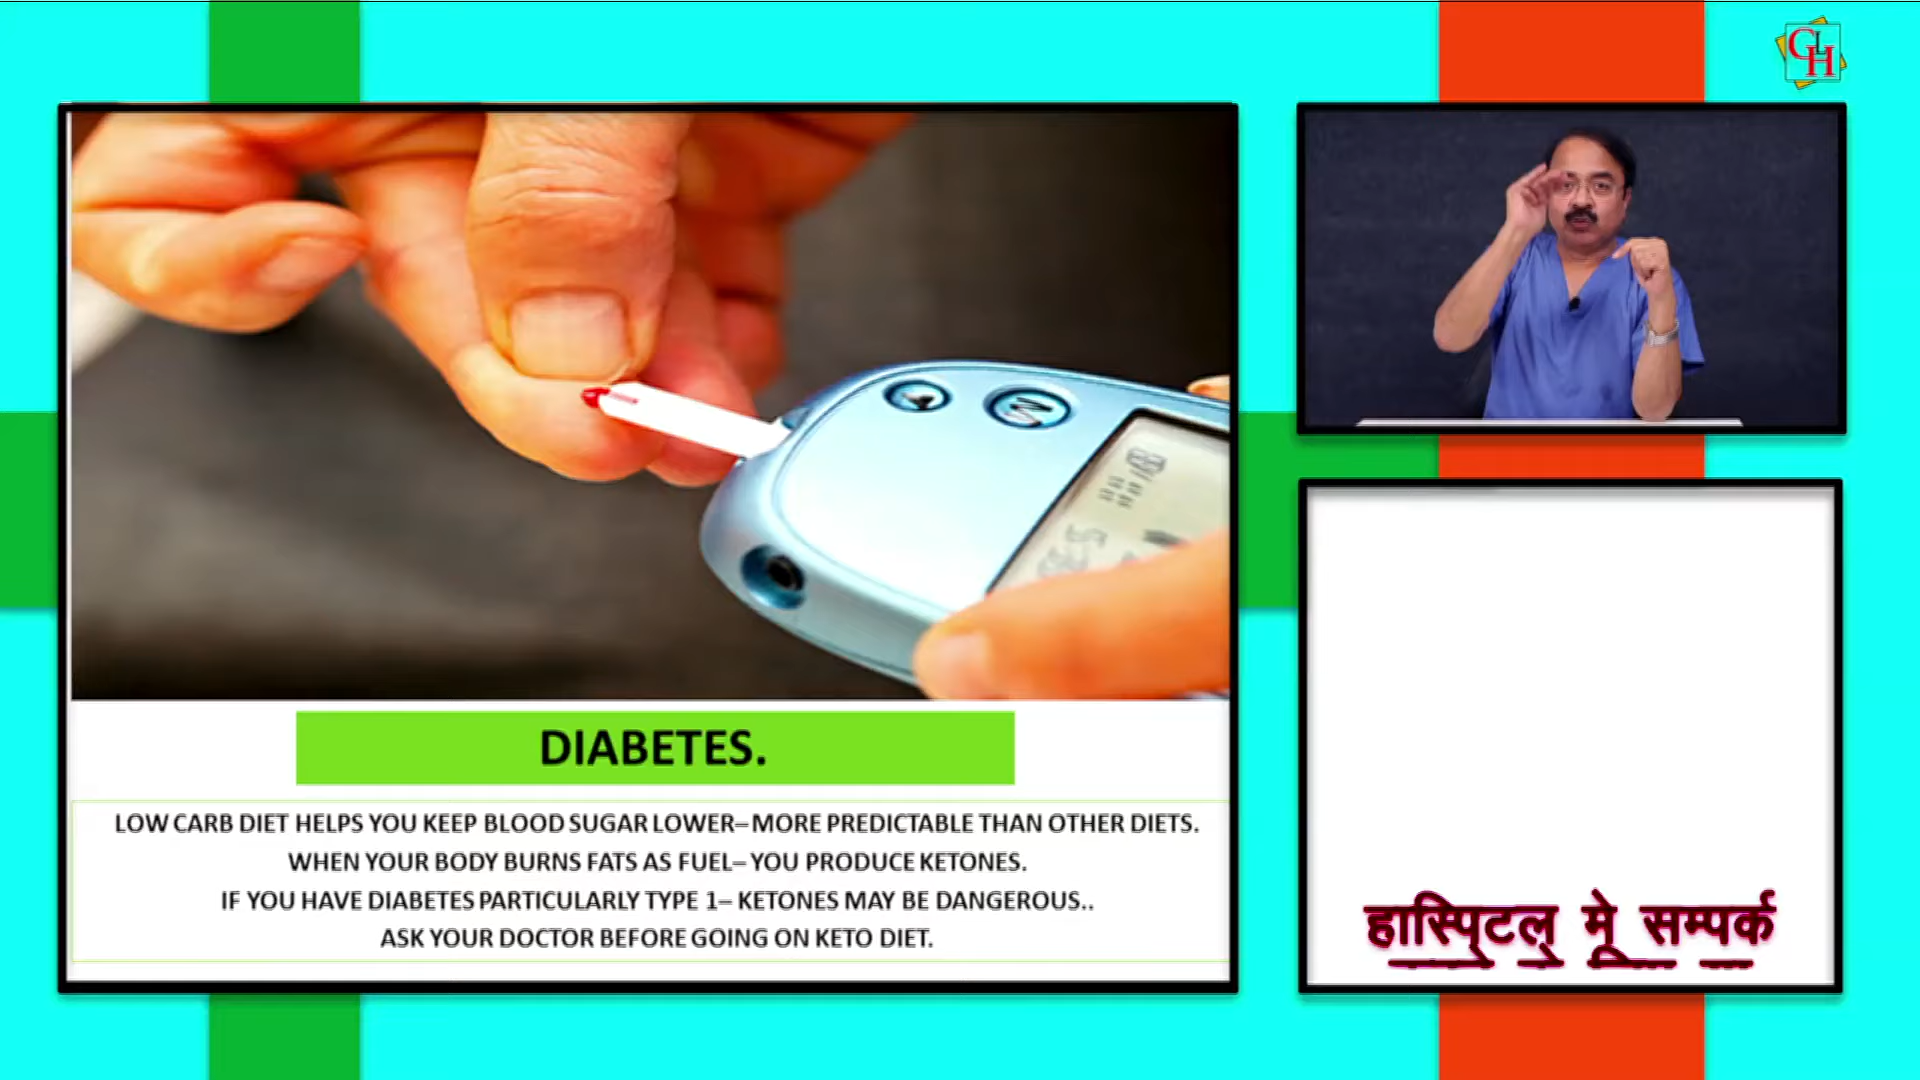 GLH
DIABETES.
LOW CARB DIET HELPS YOU KEEP BLOOD SUGAR LOWER– MORE PREDICTABLE THAN OTHER DIETS.
WHEN YOUR BODY BURNS FATS AS FUEL– YOU PRODUCE KETONES.
IF YOU HAVE DIABETES PARTICULARLY TYPE 1– KETONES MAY BE DANGEROUS..
ASK YOUR DOCTOR BEFORE GOING ON KETO DIET.
M
सम्पर्क